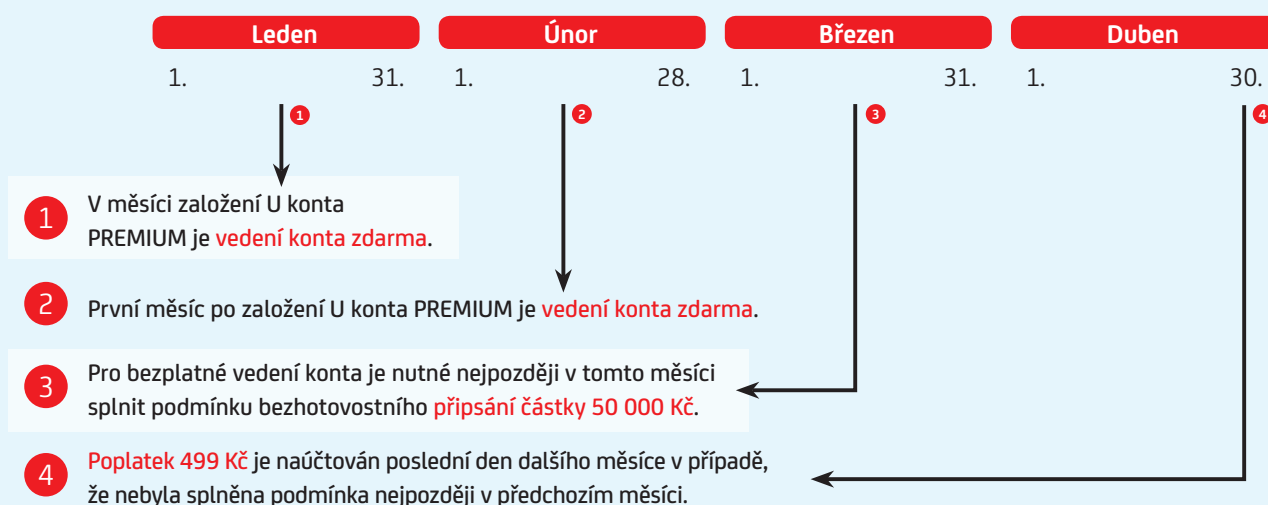 Leden Únor Březen Duben
1. 31. 1. 28. 1. 31. 1. 30.
1 2 3 4
1 V měsíci založení U konta
PREMIUM je vedení konta zdarma.
2 První měsíc po založení U konta PREMIUM je vedení konta zdarma.
3 Pro bezplatné vedení konta je nutné nejpozději v tomto měsíci
splnit podmínku bezhotovostního připsání částky 50 000 Kč.
4 Poplatek 499 Kč je naúčtován poslední den dalšího měsíce v případě,
že nebyla splněna podmínka nejpozději v předchozím měsíci.